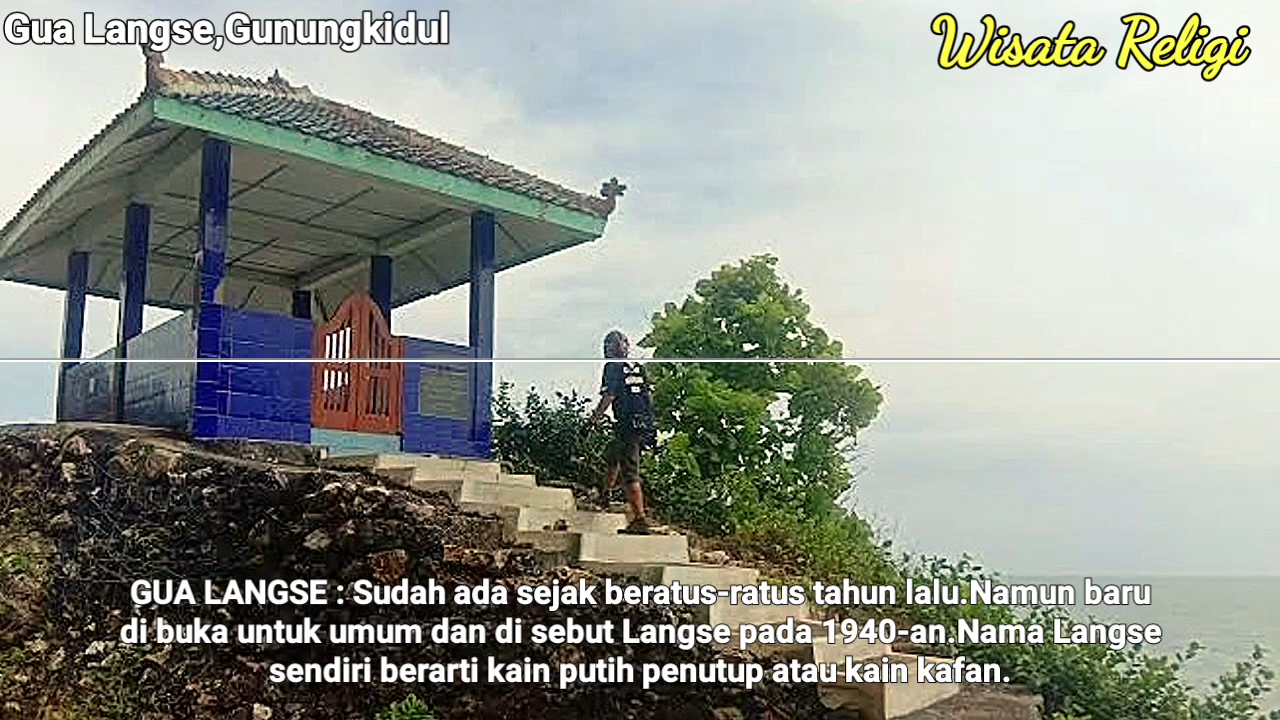 Gua Langse,Gunungkidul
Wisata Religi
GUA LANGSE : Sudah ada sejak beratus-ratus tahun lalu.Namun baru
di buka untuk umum dan di sebut Langse pada 1940-an.Nama Langse
sendiri berarti kain putih penutup atau kain kafan.